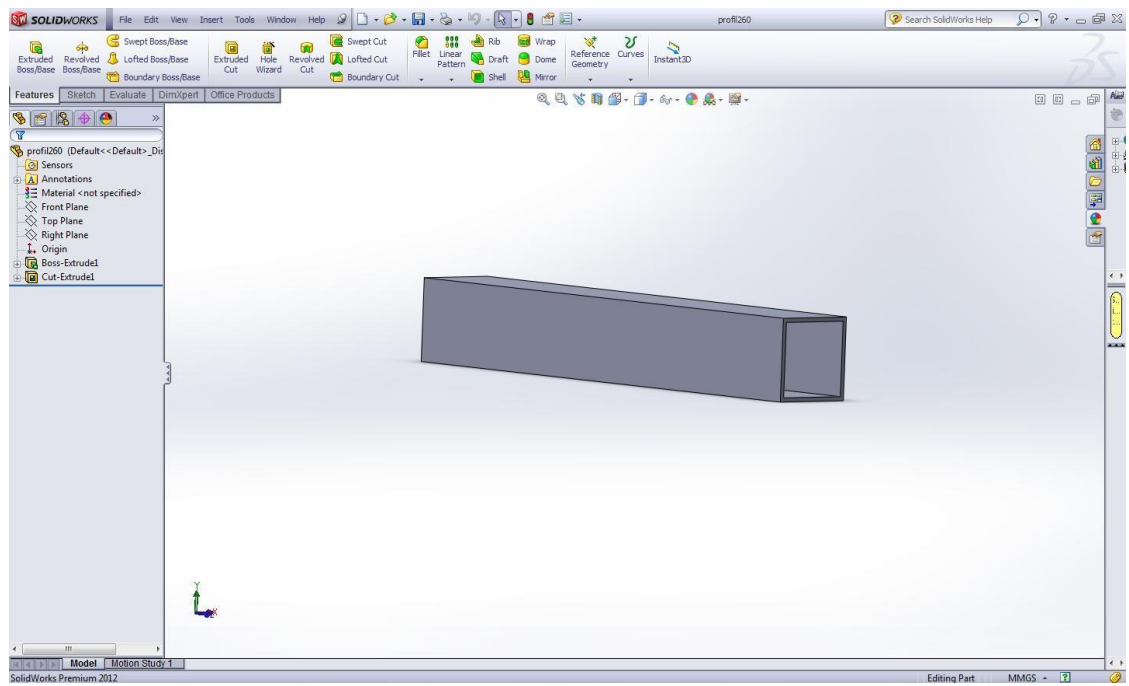 SOLIDWORKS File Edit View Insert Tools Window Help profil260 Search SolidWorks Help
Extruded Boss/Base
Revolved Boss/Base
Swept Boss/Base
Lofted Boss/Base
Boundary Boss/Base
Extruded Cut
Hole Wizard
Revolved Cut
Swept Cut
Lofted Cut
Boundary Cut
Fillet
Linear Pattern
Rib
Draft
Shell
Wrap
Dome
Mirror
Reference Geometry
Curves
Instant3D
Features Sketch Evaluate DimXpert Office Products
profil260 (Default<<Default>_Dis
Sensors
Annotations
Material <not specified>
Front Plane
Top Plane
Right Plane
Origin
Boss-Extrude1
Cut-Extrude1
Y
X
Model Motion Study 1
SolidWorks Premium 2012 Editing Part MMGS